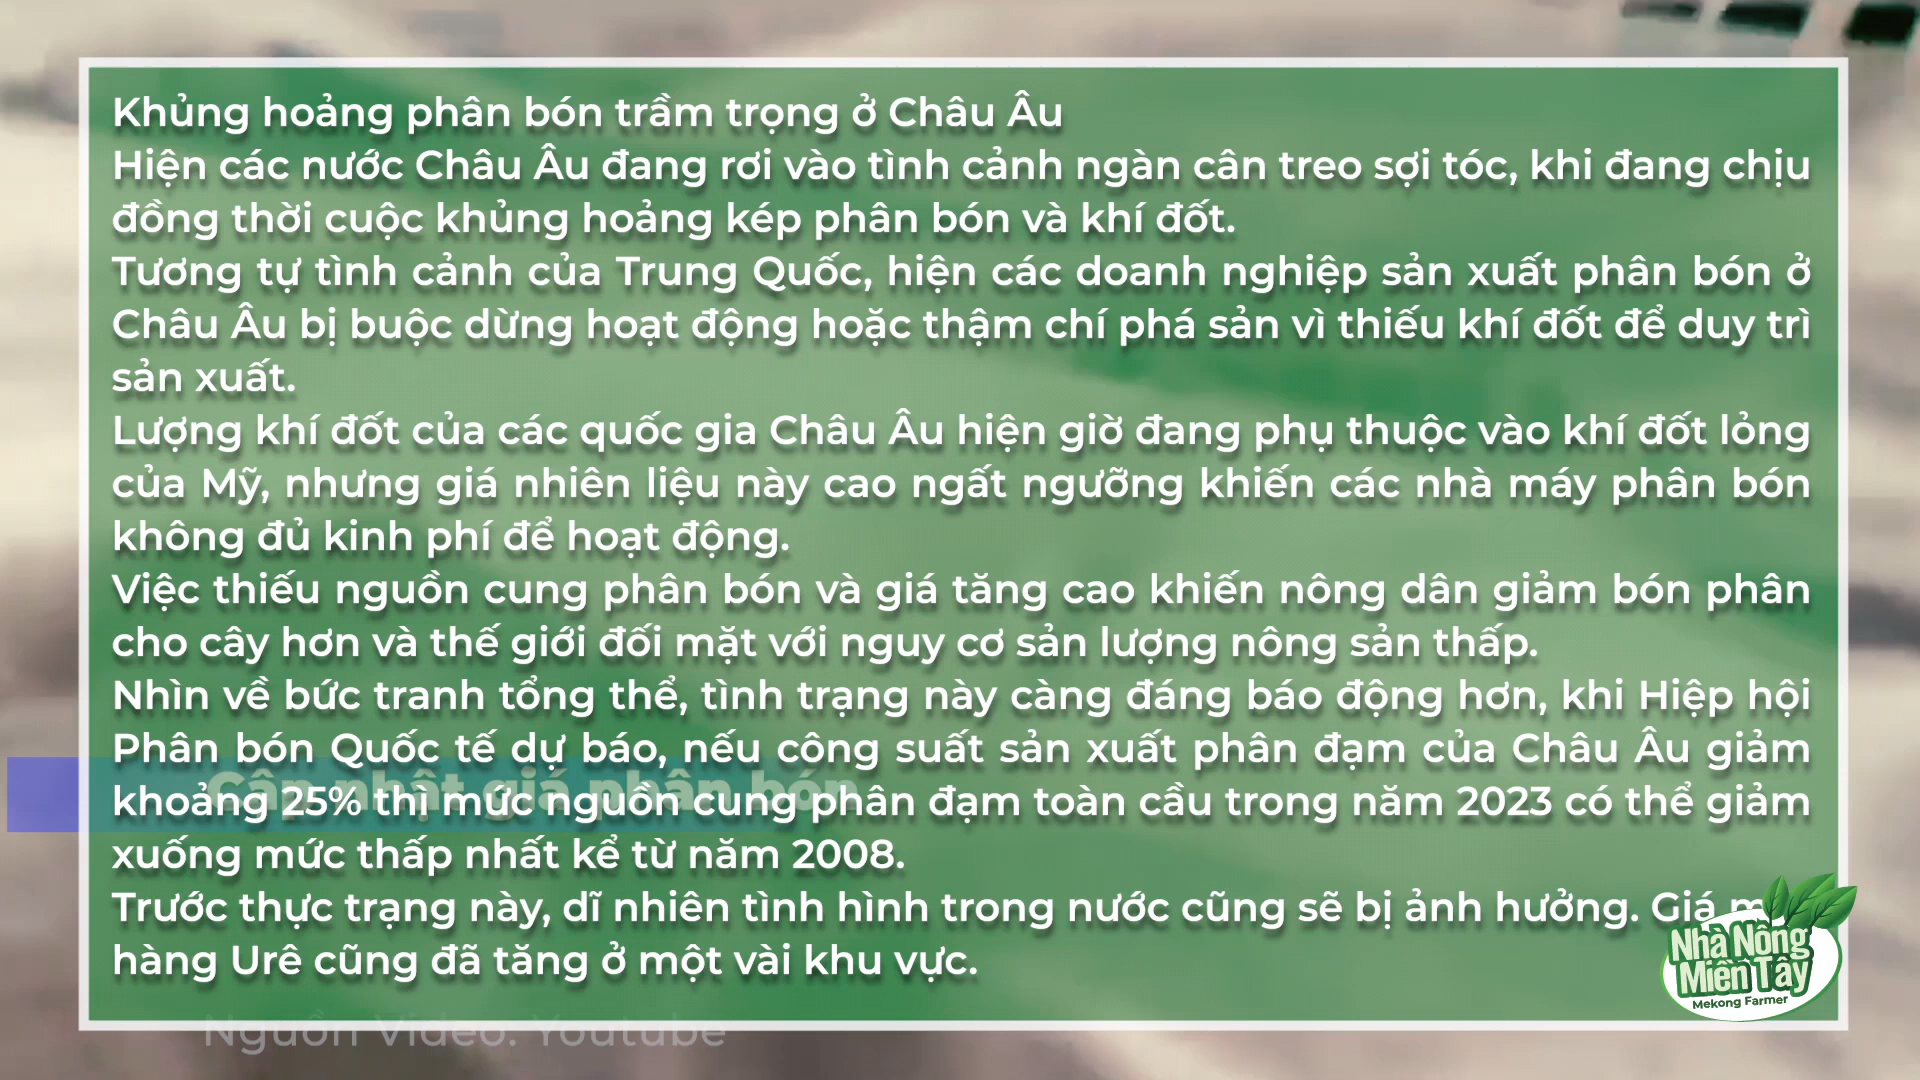 Khủng hoảng phân bón trầm trọng ở Châu Âu
Hiện các nước Châu Âu đang rơi vào tình cảnh ngàn cân treo sợi tóc, khi đang chịu
đồng thời cuộc khủng hoảng kép phân bón và khí đốt.
Tương tự tình cảnh của Trung Quốc, hiện các doanh nghiệp sản xuất phân bón ở
Châu Âu bị buộc dừng hoạt động hoặc thậm chí phá sản vì thiếu khí đốt để duy trì
sản xuất.
Lượng khí đốt của các quốc gia Châu Âu hiện giờ đang phụ thuộc vào khí đốt lỏng
của Mỹ, nhưng giá nhiên liệu này cao ngất ngưỡng khiến các nhà máy phân bón
không đủ kinh phí để hoạt động.
Việc thiếu nguồn cung phân bón và giá tăng cao khiến nông dân giảm bón phân
cho cây hơn và thế giới đối mặt với nguy cơ sản lượng nông sản thấp.
Nhìn về bức tranh tổng thể, tình trạng này càng đáng báo động hơn, khi Hiệp hội
Phân bón Quốc tế dự báo, nếu công suất sản xuất phân đạm của Châu Âu giảm
Cập nhật giá phân bón
khoảng 25% thì mức nguồn cung phân đạm toàn cầu trong năm 2023 có thể giảm
xuống mức thấp nhất kể từ năm 2008.
Trước thực trạng này, dĩ nhiên tình hình trong nước cũng sẽ bị ảnh hưởng. Giá
hàng Urê cũng đã tăng ở một vài khu vực.
Nhà Nông
Miền Tây
Mekong Farmer
Nguồn Video: Youtube